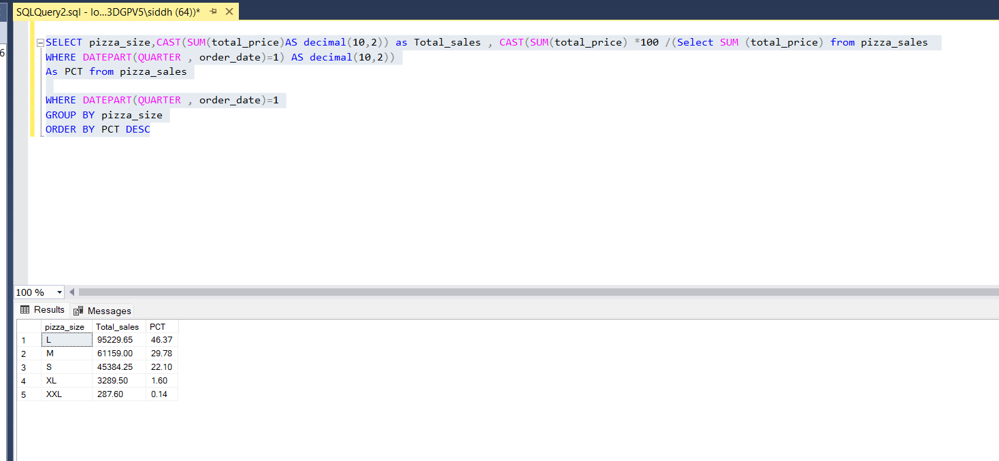 SQLQuery2.sql - lo...3DGPV5\siddh (64))*
6
SELECT pizza_size,CAST(SUM(total_price)AS decimal(10,2)) as Total_sales , CAST(SUM(total_price) *100 /(Select SUM (total_price) from pizza_sales
WHERE DATEPART(QUARTER , order_date)=1) AS decimal(10,2))
As PCT from pizza_sales
WHERE DATEPART(QUARTER , order_date)=1
GROUP BY pizza_size
ORDER BY PCT DESC
100 %
Results Messages
pizza_size Total_sales PCT
1 L 95229.65 46.37
2 M 61159.00 29.78
3 S 45384.25 22.10
4 XL 3289.50 1.60
5 XXL 287.60 0.14